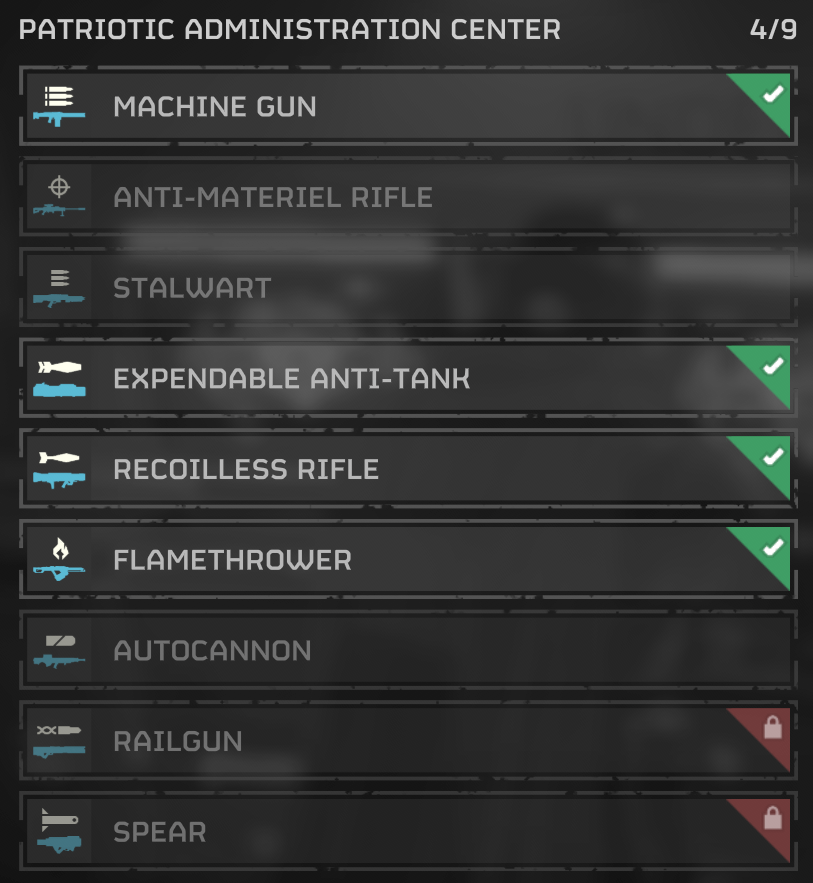 PATRIOTIC ADMINISTRATION CENTER 4/9
MACHINE GUN
ANTI-MATERIEL RIFLE
STALWART
EXPENDABLE ANTI-TANK
RECOILLESS RIFLE
FLAMETHROWER
AUTOCANNON
RAILGUN
SPEAR